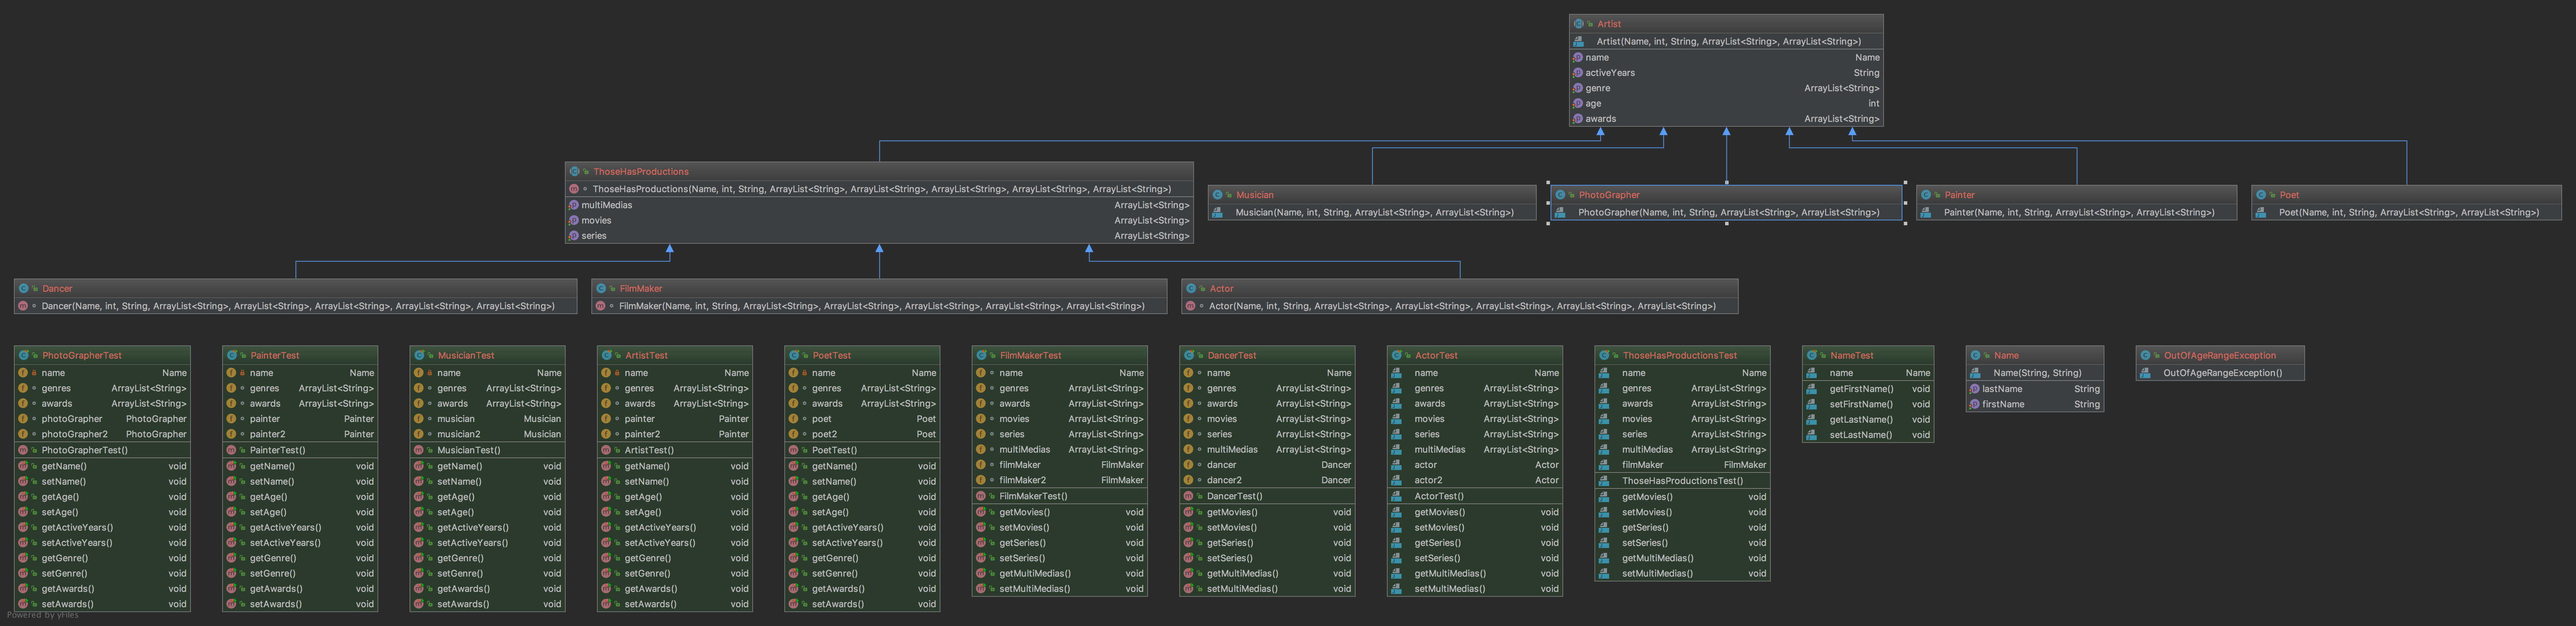 Artist
Artist(Name, int, String, ArrayList<String>, ArrayList<String>)
name Name
activeYears String
genre ArrayList<String>
age int
awards ArrayList<String>
ThoseHasProductions
ThoseHasProductions(Name, int, String, ArrayList<String>, ArrayList<String>, ArrayList<String>, ArrayList<String>, ArrayList<String>)
multiMedias ArrayList<String>
movies ArrayList<String>
series ArrayList<String>
Musician
Musician(Name, int, String, ArrayList<String>, ArrayList<String>)
PhotoGrapher
PhotoGrapher(Name, int, String, ArrayList<String>, ArrayList<String>)
Painter
Painter(Name, int, String, ArrayList<String>, ArrayList<String>)
Poet
Poet(Name, int, String, ArrayList<String>, ArrayList<String>)
Dancer
Dancer(Name, int, String, ArrayList<String>, ArrayList<String>, ArrayList<String>, ArrayList<String>, ArrayList<String>)
FilmMaker
FilmMaker(Name, int, String, ArrayList<String>, ArrayList<String>, ArrayList<String>, ArrayList<String>, ArrayList<String>)
Actor
Actor(Name, int, String, ArrayList<String>, ArrayList<String>, ArrayList<String>, ArrayList<String>, ArrayList<String>)
PhotoGrapherTest
name Name
genres ArrayList<String>
awards ArrayList<String>
photoGrapher PhotoGrapher
photoGrapher2 PhotoGrapher
PhotoGrapherTest()
getName() void
setName() void
getAge() void
setAge() void
getActiveYears() void
setActiveYears() void
getGenre() void
setGenre() void
getAwards() void
setAwards() void
PainterTest
name Name
genres ArrayList<String>
awards ArrayList<String>
painter Painter
painter2 Painter
PainterTest()
getName() void
setName() void
getAge() void
setAge() void
getActiveYears() void
setActiveYears() void
getGenre() void
setGenre() void
getAwards() void
setAwards() void
MusicianTest
name Name
genres ArrayList<String>
awards ArrayList<String>
musician Musician
musician2 Musician
MusicianTest()
getName() void
setName() void
getAge() void
setAge() void
getActiveYears() void
setActiveYears() void
getGenre() void
setGenre() void
getAwards() void
setAwards() void
ArtistTest
name Name
genres ArrayList<String>
awards ArrayList<String>
painter Painter
painter2 Painter
ArtistTest()
getName() void
setName() void
getAge() void
setAge() void
getActiveYears() void
setActiveYears() void
getGenre() void
setGenre() void
getAwards() void
setAwards() void
PoetTest
name Name
genres ArrayList<String>
awards ArrayList<String>
poet Poet
poet2 Poet
PoetTest()
getName() void
setName() void
getAge() void
setAge() void
getActiveYears() void
setActiveYears() void
getGenre() void
setGenre() void
getAwards() void
setAwards() void
FilmMakerTest
name Name
genres ArrayList<String>
awards ArrayList<String>
movies ArrayList<String>
series ArrayList<String>
multiMedias ArrayList<String>
filmMaker FilmMaker
filmMaker2 FilmMaker
FilmMakerTest()
getMovies() void
setMovies() void
getSeries() void
setSeries() void
getMultiMedias() void
setMultiMedias() void
DancerTest
name Name
genres ArrayList<String>
awards ArrayList<String>
movies ArrayList<String>
series ArrayList<String>
multiMedias ArrayList<String>
dancer Dancer
dancer2 Dancer
DancerTest()
getMovies() void
setMovies() void
getSeries() void
setSeries() void
getMultiMedias() void
setMultiMedias() void
ActorTest
name Name
genres ArrayList<String>
awards ArrayList<String>
movies ArrayList<String>
series ArrayList<String>
multiMedias ArrayList<String>
actor Actor
actor2 Actor
ActorTest()
getMovies() void
setMovies() void
getSeries() void
setSeries() void
getMultiMedias() void
setMultiMedias() void
ThoseHasProductionsTest
name Name
genres ArrayList<String>
awards ArrayList<String>
movies ArrayList<String>
series ArrayList<String>
multiMedias ArrayList<String>
filmMaker FilmMaker
ThoseHasProductionsTest()
getMovies() void
setMovies() void
getSeries() void
setSeries() void
getMultiMedias() void
setMultiMedias() void
NameTest
name Name
getFirstName() void
setFirstName() void
getLastName() void
setLastName() void
Name
Name(String, String)
lastName String
firstName String
OutOfAgeRangeException
OutOfAgeRangeException()
Powered by yFiles